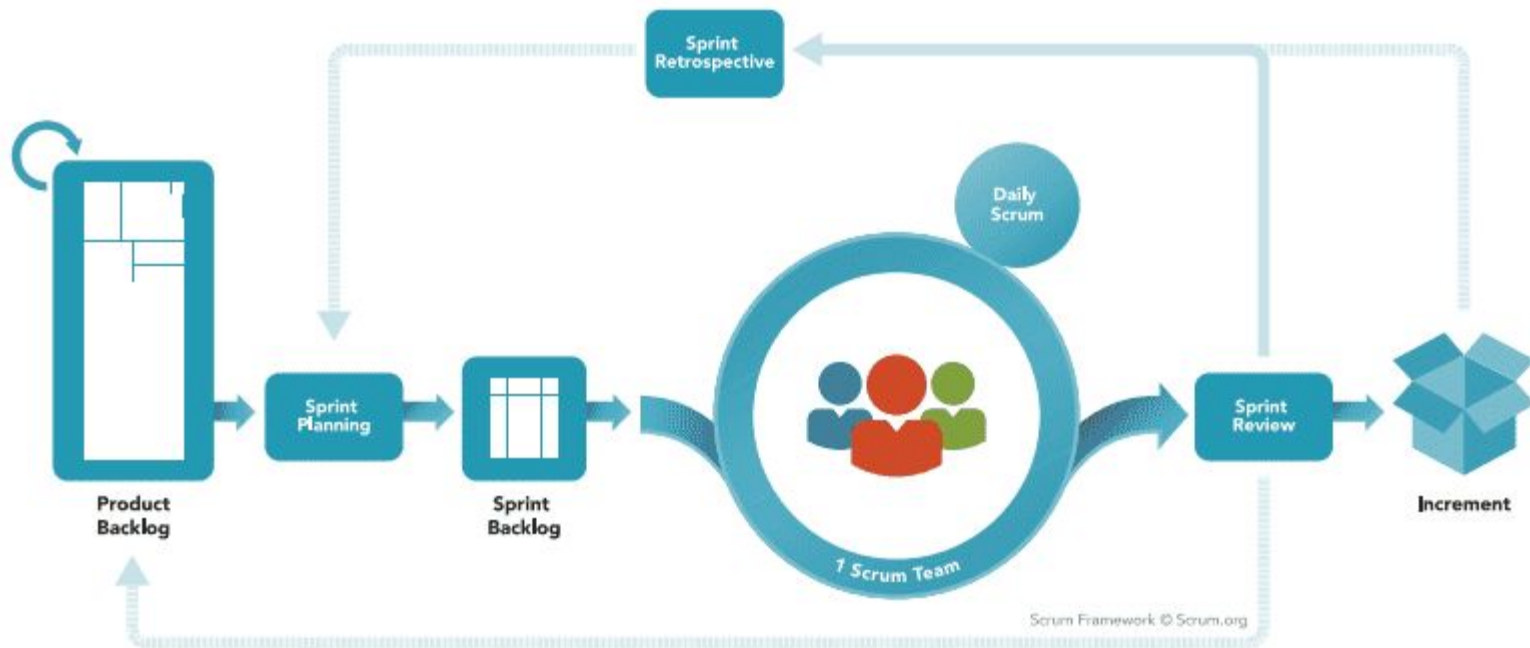 Sprint
Retrospective
Daily
Scrum
Sprint
Planning
Sprint
Review
Product
Backlog
Sprint
Backlog
Increment
1 Scrum Team
Scrum Framework © Scrum.org